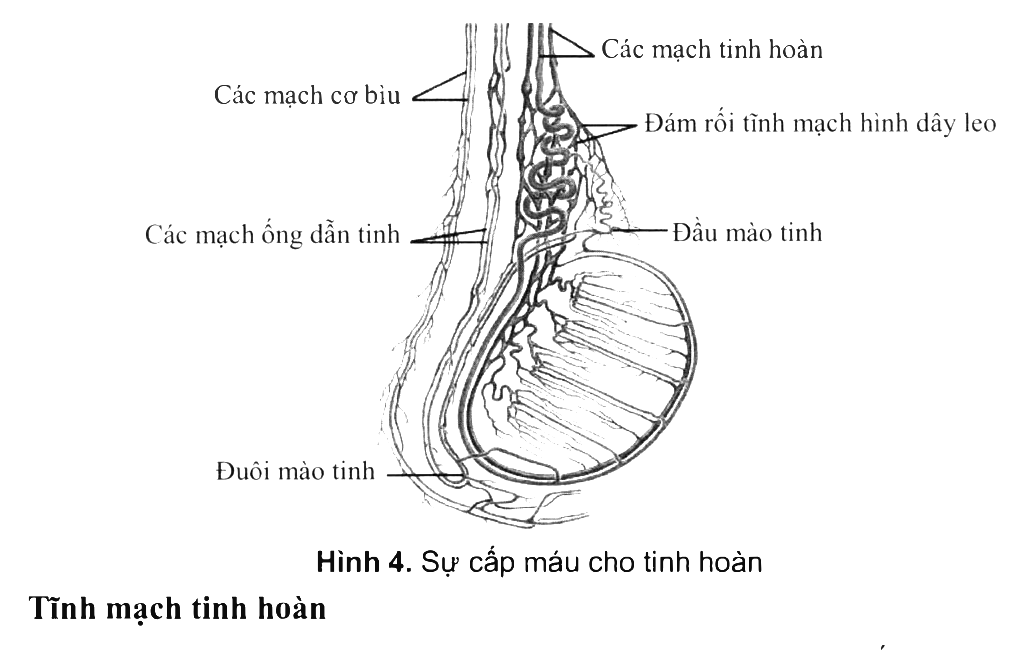 Các mạch tinh hoàn
Các mạch cơ bìu
Đám rối tĩnh mạch hình dây leo
Các mạch ống dẫn tinh
Đầu mào tinh
Đuôi mào tinh
Hình 4. Sự cấp máu cho tinh hoàn
Tĩnh mạch tinh hoàn